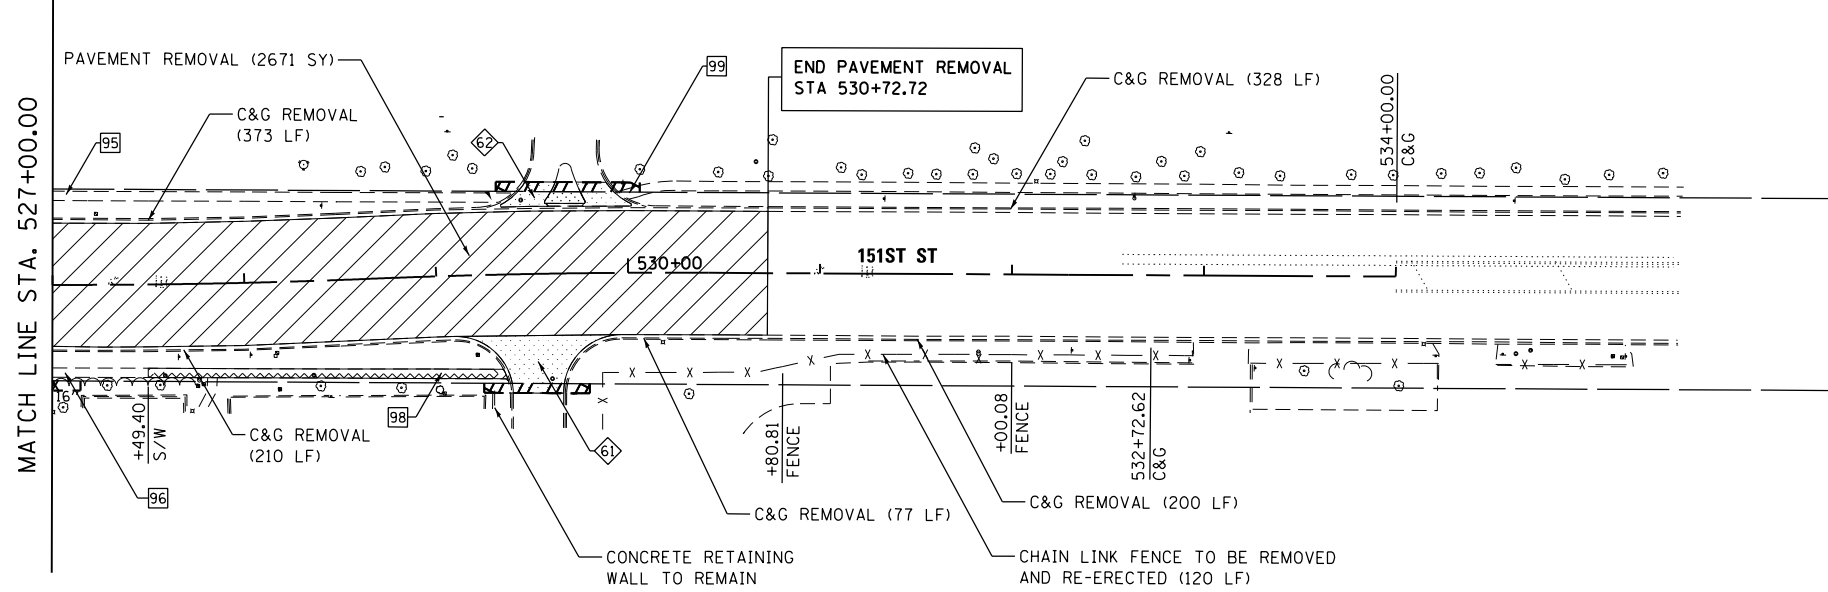 MATCH LINE STA. 527+00.00
PAVEMENT REMOVAL (2671 SY)
C&G REMOVAL
(373 LF)
95
62
99
END PAVEMENT REMOVAL
STA 530+72.72
C&G REMOVAL (328 LF)
534+00.00
C&G
530+00
151ST ST
16
+49.40
S/W
C&G REMOVAL
(210 LF)
96
98
61
+80.81
FENCE
+00.08
FENCE
532+72.62
C&G
C&G REMOVAL (77 LF)
C&G REMOVAL (200 LF)
CONCRETE RETAINING
WALL TO REMAIN
CHAIN LINK FENCE TO BE REMOVED
AND RE-ERECTED (120 LF)